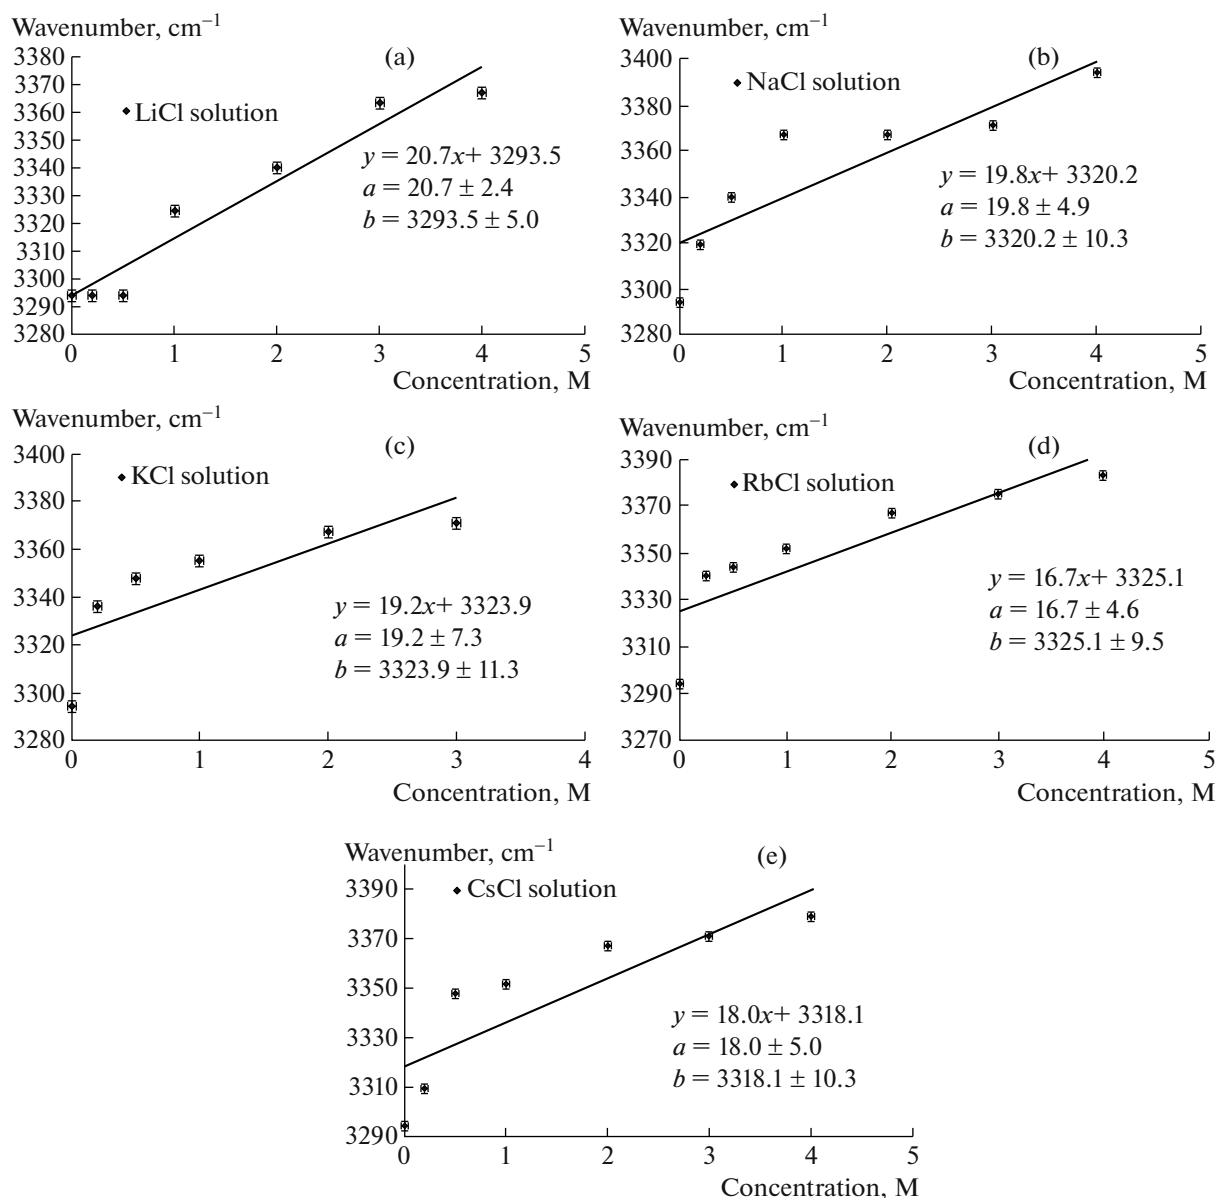 Wavenumber, cm⁻¹
(a)
3380
3370
3360
3350
3340
3330
3320
3310
3300
3290
3280
LiCl solution
y = 20.7x + 3293.5
a = 20.7 ± 2.4
b = 3293.5 ± 5.0
0 1 2 3 4 5
Concentration, M
Wavenumber, cm⁻¹
(b)
3400
3380
3360
3340
3320
3300
3280
NaCl solution
y = 19.8x + 3320.2
a = 19.8 ± 4.9
b = 3320.2 ± 10.3
0 1 2 3 4 5
Concentration, M
Wavenumber, cm⁻¹
(c)
3400
3380
3360
3340
3320
3300
3280
KCl solution
y = 19.2x + 3323.9
a = 19.2 ± 7.3
b = 3323.9 ± 11.3
0 1 2 3 4
Concentration, M
Wavenumber, cm⁻¹
(d)
3390
3370
3350
3330
3310
3290
3270
RbCl solution
y = 16.7x + 3325.1
a = 16.7 ± 4.6
b = 3325.1 ± 9.5
0 1 2 3 4 5
Concentration, M
Wavenumber, cm⁻¹
(e)
3390
3370
3350
3330
3310
3290
CsCl solution
y = 18.0x + 3318.1
a = 18.0 ± 5.0
b = 3318.1 ± 10.3
0 1 2 3 4 5
Concentration, M